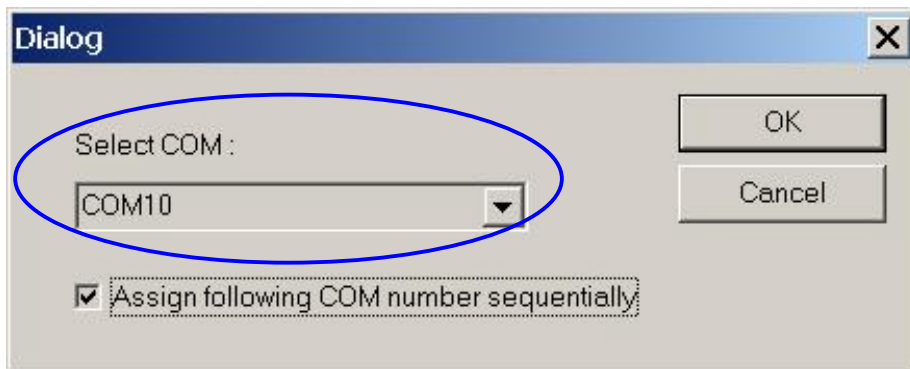 Dialog
Select COM :
OK
COM10
Cancel
Assign following COM number sequentially